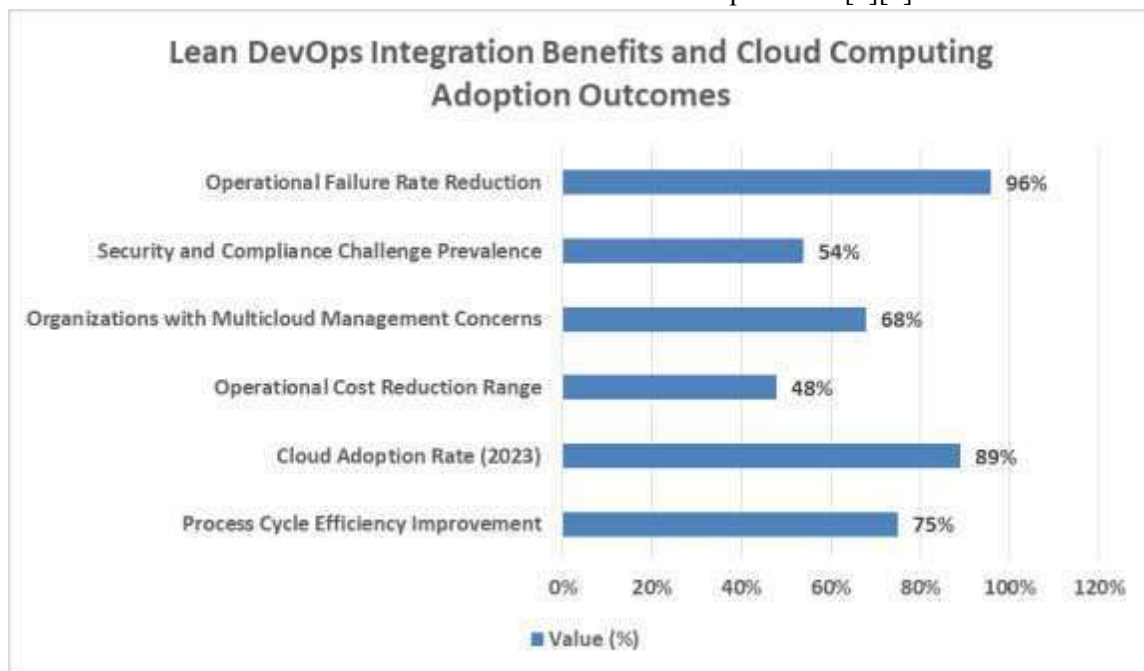 Lean DevOps Integration Benefits and Cloud Computing
Adoption Outcomes
Operational Failure Rate Reduction
96%
Security and Compliance Challenge Prevalence
54%
Organizations with Multicloud Management Concerns
68%
Operational Cost Reduction Range
48%
Cloud Adoption Rate (2023)
89%
Process Cycle Efficiency Improvement
75%
0% 20% 40% 60% 80% 100% 120%
Value (%)